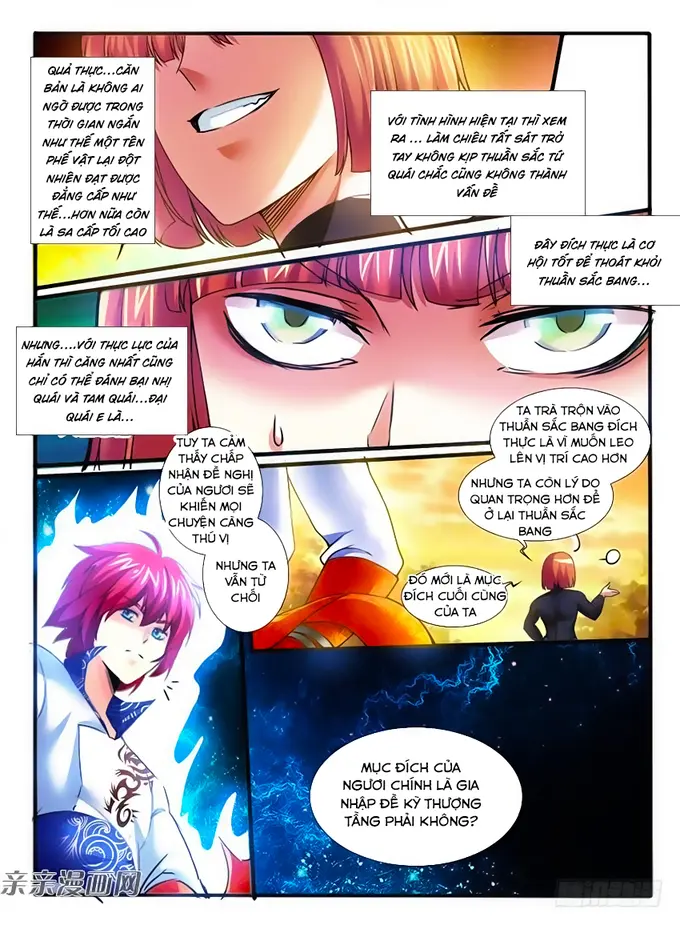 QUẢ THỰC...CĂN
BẢN LÀ KHÔNG AI
NGỜ ĐƯỢC TRONG
THỜI GIAN NGẮN
NHƯ THẾ MỘT TÊN
PHẾ VẬT LẠI ĐỘT
NHIÊN ĐẠT ĐƯỢC
ĐẲNG CẤP NHƯ
THẾ...HƠN NỮA CÒN
LÀ SA CẤP TỐI CAO
VỚI TÌNH HÌNH HIỆN TẠI THÌ XEM
RA ... LÀM CHIÊU TẤT SÁT TRỞ
TAY KHÔNG KỊP THUẦN SẮC TỨ
QUÁI CHẮC CŨNG KHÔNG THÀNH
VẤN ĐỀ
ĐÂY ĐÍCH THỰC LÀ CƠ
HỘI TỐT ĐỂ THOÁT KHỎI
THUẦN SẮC BANG...
NHƯNG....VỚI THỰC LỰC CỦA
HẮN THÌ CĂNG NHẤT CŨNG
CHỈ CÓ THỂ ĐÁNH BẠI NHỊ
QUÁI VÀ TAM QUÁI...ĐẠI
QUÁI E LÀ...
TA TRÀ TRỘN VÀO
THUẦN SẮC BANG ĐÍCH
THỰC LÀ VÌ MUỐN LEO
LÊN VỊ TRÍ CAO HƠN
NHƯNG TA CÒN LÝ DO
QUAN TRỌNG HƠN ĐỂ
Ở LẠI THUẦN SẮC
BANG
TUY TA CẢM
THẤY CHẤP
NHẬN ĐỀ NGHỊ
CỦA NGƯƠI SẼ
KHIẾN MỌI
CHUYỆN CÀNG
THÚ VỊ
NHƯNG TA
VẪN TỪ
CHỐI
ĐÓ MỚI LÀ MỤC
ĐÍCH CUỐI CÙNG
CỦA TA
MỤC ĐÍCH CỦA
NGƯƠI CHÍNH LÀ GIA
NHẬP ĐỀ KỲ THƯỢNG
TẦNG PHẢI KHÔNG?
亲亲漫画网